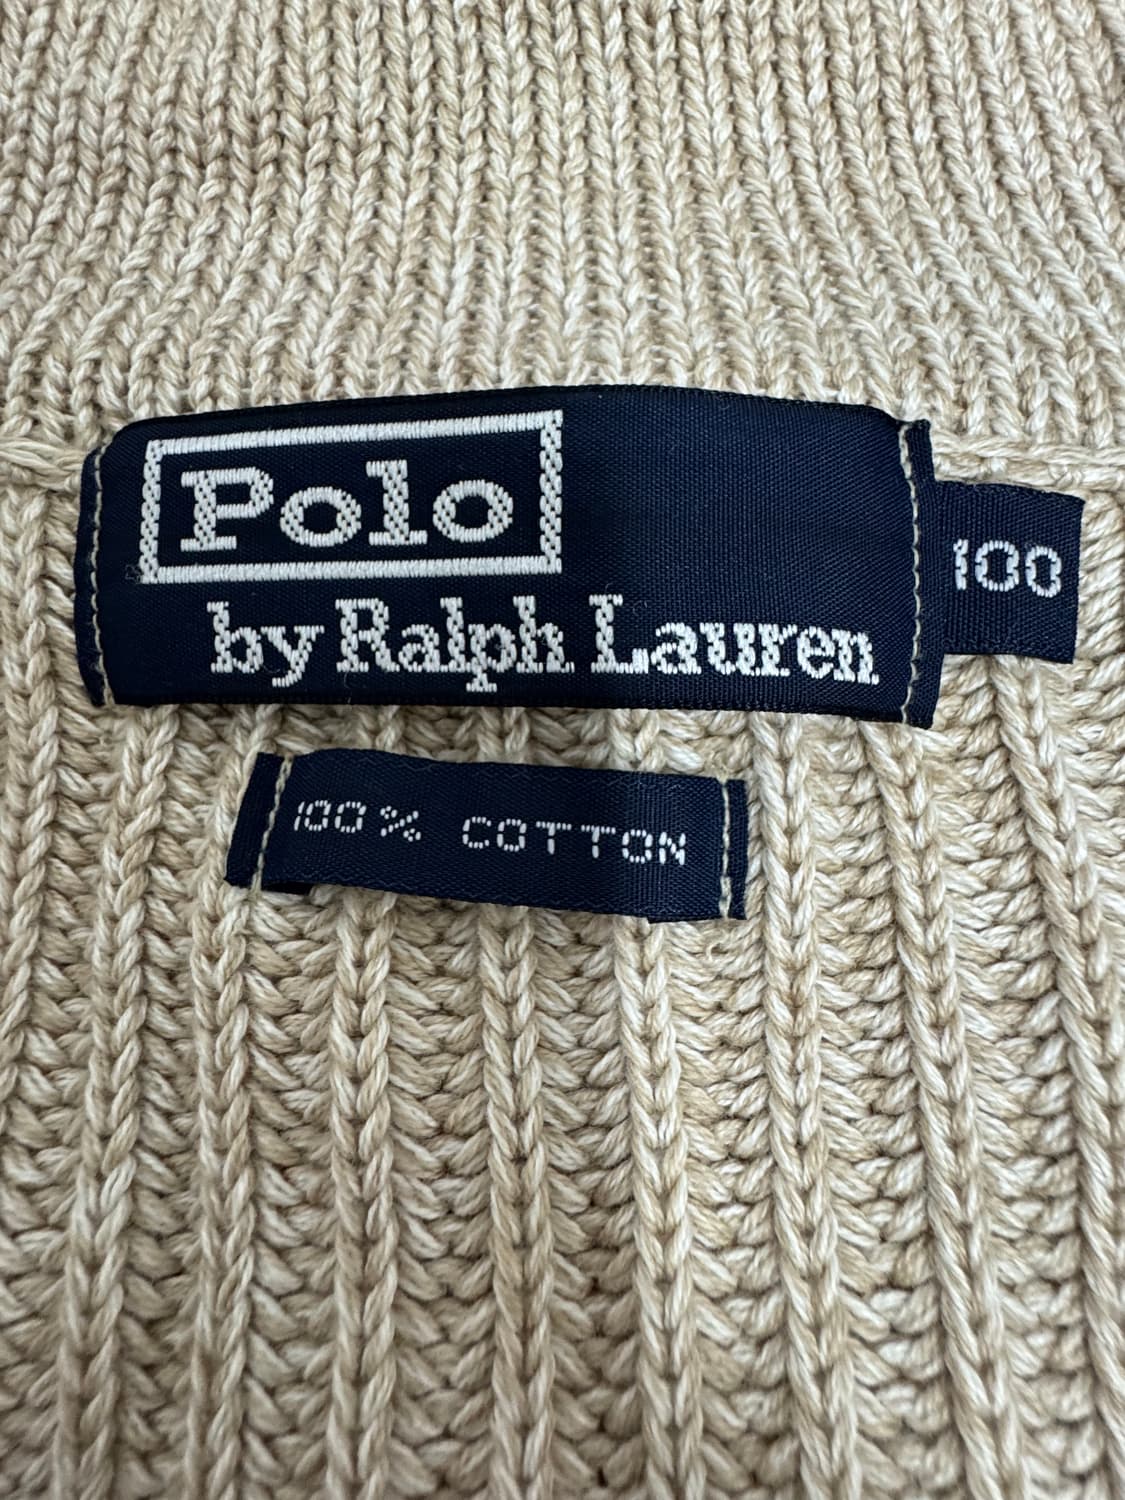 Polo
by Ralph Lauren
100
100% COTTON